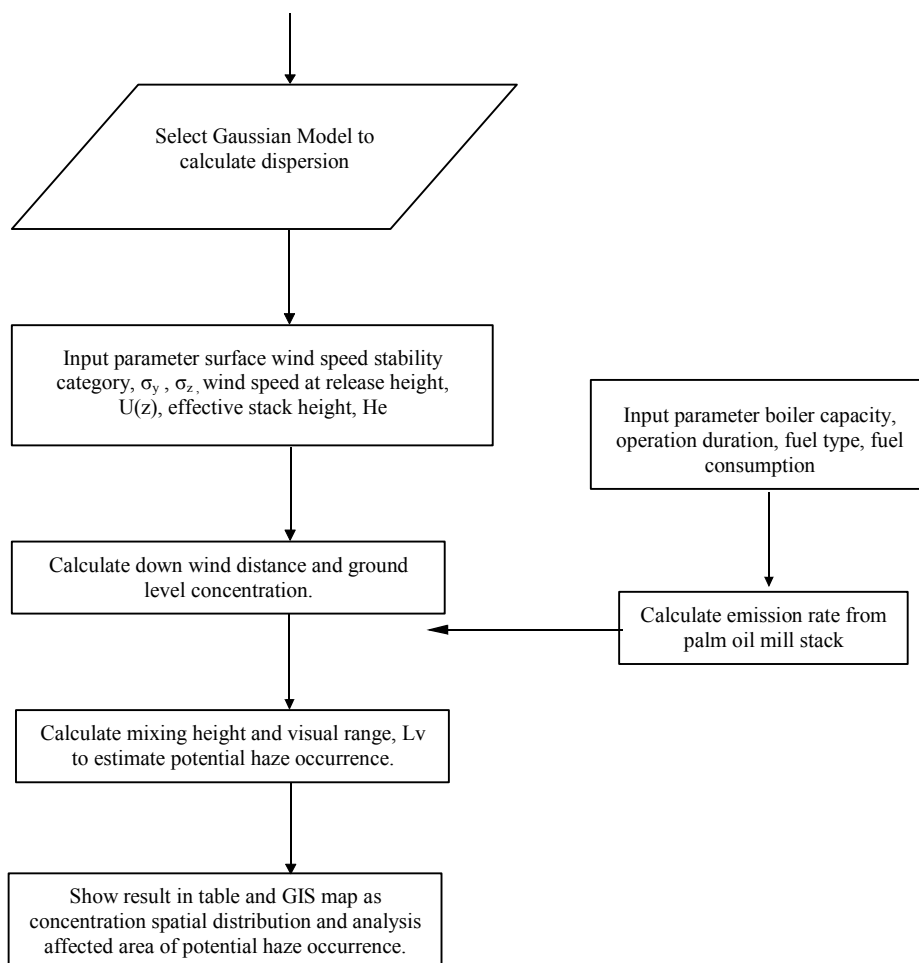 Select Gaussian Model to
calculate dispersion
Input parameter surface wind speed stability
category, σy , σz , wind speed at release height,
U(z), effective stack height, He
Input parameter boiler capacity,
operation duration, fuel type, fuel
consumption
Calculate down wind distance and ground
level concentration.
Calculate emission rate from
palm oil mill stack
Calculate mixing height and visual range, Lv
to estimate potential haze occurrence.
Show result in table and GIS map as
concentration spatial distribution and analysis
affected area of potential haze occurrence.